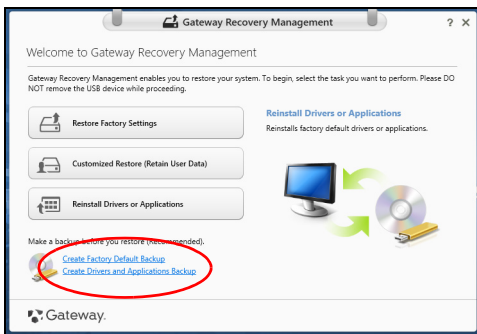 Gateway Recovery Management
? X
Welcome to Gateway Recovery Management
Gateway Recovery Management enables you to restore your system. To begin, select the task you want to perform. Please DO
NOT remove the USB device while proceeding.
Restore Factory Settings
Customized Restore (Retain User Data)
Reinstall Drivers or Applications
Reinstall Drivers or Applications
Reinstalls factory default drivers or applications.
Make a backup before you restore (Recommended).
Create Factory Default Backup
Create Drivers and Applications Backup
Gateway.